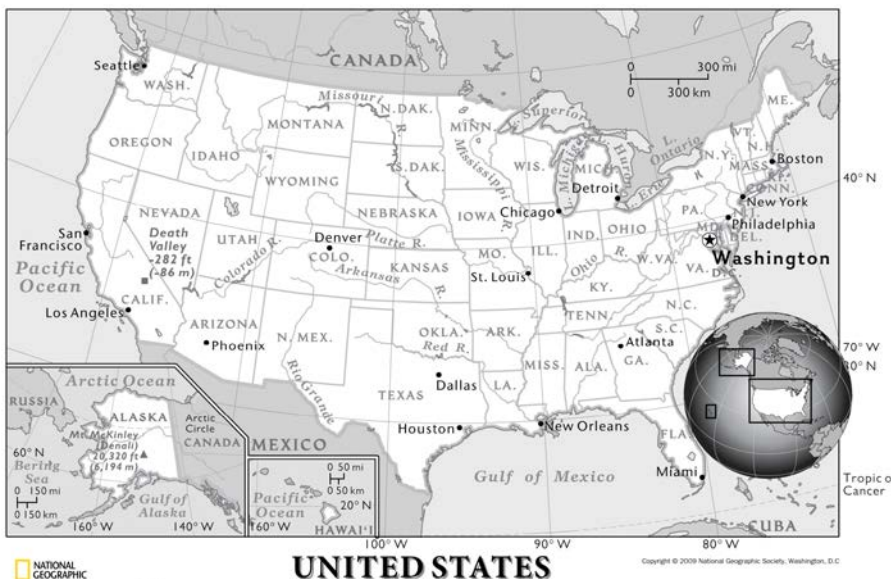 CANADA
Seattle
WASH.
OREGON
IDAHO
MONTANA
N.DAK.
S.DAK.
MINN.
WIS.
MICH.
WYOMING
NEBRASKA
IOWA
NEVADA
UTAH
COLO.
KANSAS
MO.
ILL.
IND.
OHIO
PA.
N.Y.
VT.
N.H.
ME.
MASS.
R.I.
CONN.
N.J.
DEL.
MD.
D.C.
W.VA.
VA.
KY.
TENN.
N.C.
S.C.
GA.
ALA.
MISS.
ARK.
LA.
OKLA.
TEXAS
N. MEX.
ARIZONA
CALIF.
FLA.
Missouri
R.
Mississippi R.
L. Superior
L. Michigan
L. Huron
L. Erie
L.
Ontario
Platte R.
Colorado R.
Arkansas
R.
Red R.
Ohio
R.
Rio Grande
Boston
New York
Philadelphia
Washington
Detroit
Chicago
St. Louis
Denver
San
Francisco
Los Angeles
Phoenix
Dallas
Houston
New Orleans
Atlanta
Miami
Death
Valley
-282 ft
(-86 m)
Pacific
Ocean
Gulf of Mexico
MEXICO
CUBA
0 300 mi
0 300 km
40°N
70°W
30°N
Tropic o
Cancer
100°W
90°W
80°W
Arctic Ocean
RUSSIA
ALASKA
Arctic
Circle
CANADA
Mt. McKinley
(Denali)
20,320 ft
(6,194 m)
60°N
Bering
Sea
0 150 mi
0 150 km
Gulf of
Alaska
160°W
140°W
0 50 mi
0 50 km
Pacific
Ocean
20°N
160°W
HAWAI'I
NATIONAL
GEOGRAPHIC
UNITED STATES
Copyright © 2009 National Geographic Society, Washington, D.C